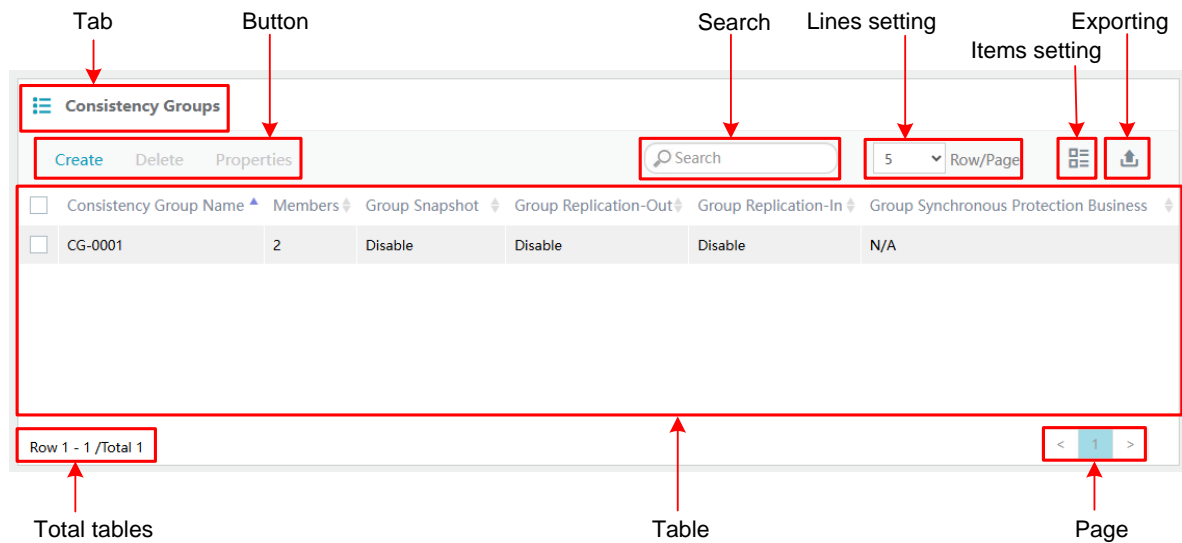 Tab Button Search Lines setting Exporting
Items setting
Consistency Groups
Create Delete Properties Search 5 Row/Page
Consistency Group Name Members Group Snapshot Group Replication-Out Group Replication-In Group Synchronous Protection Business
CG-0001 2 Disable Disable Disable N/A
Row 1 - 1 /Total 1 < 1 >
Total tables Table Page